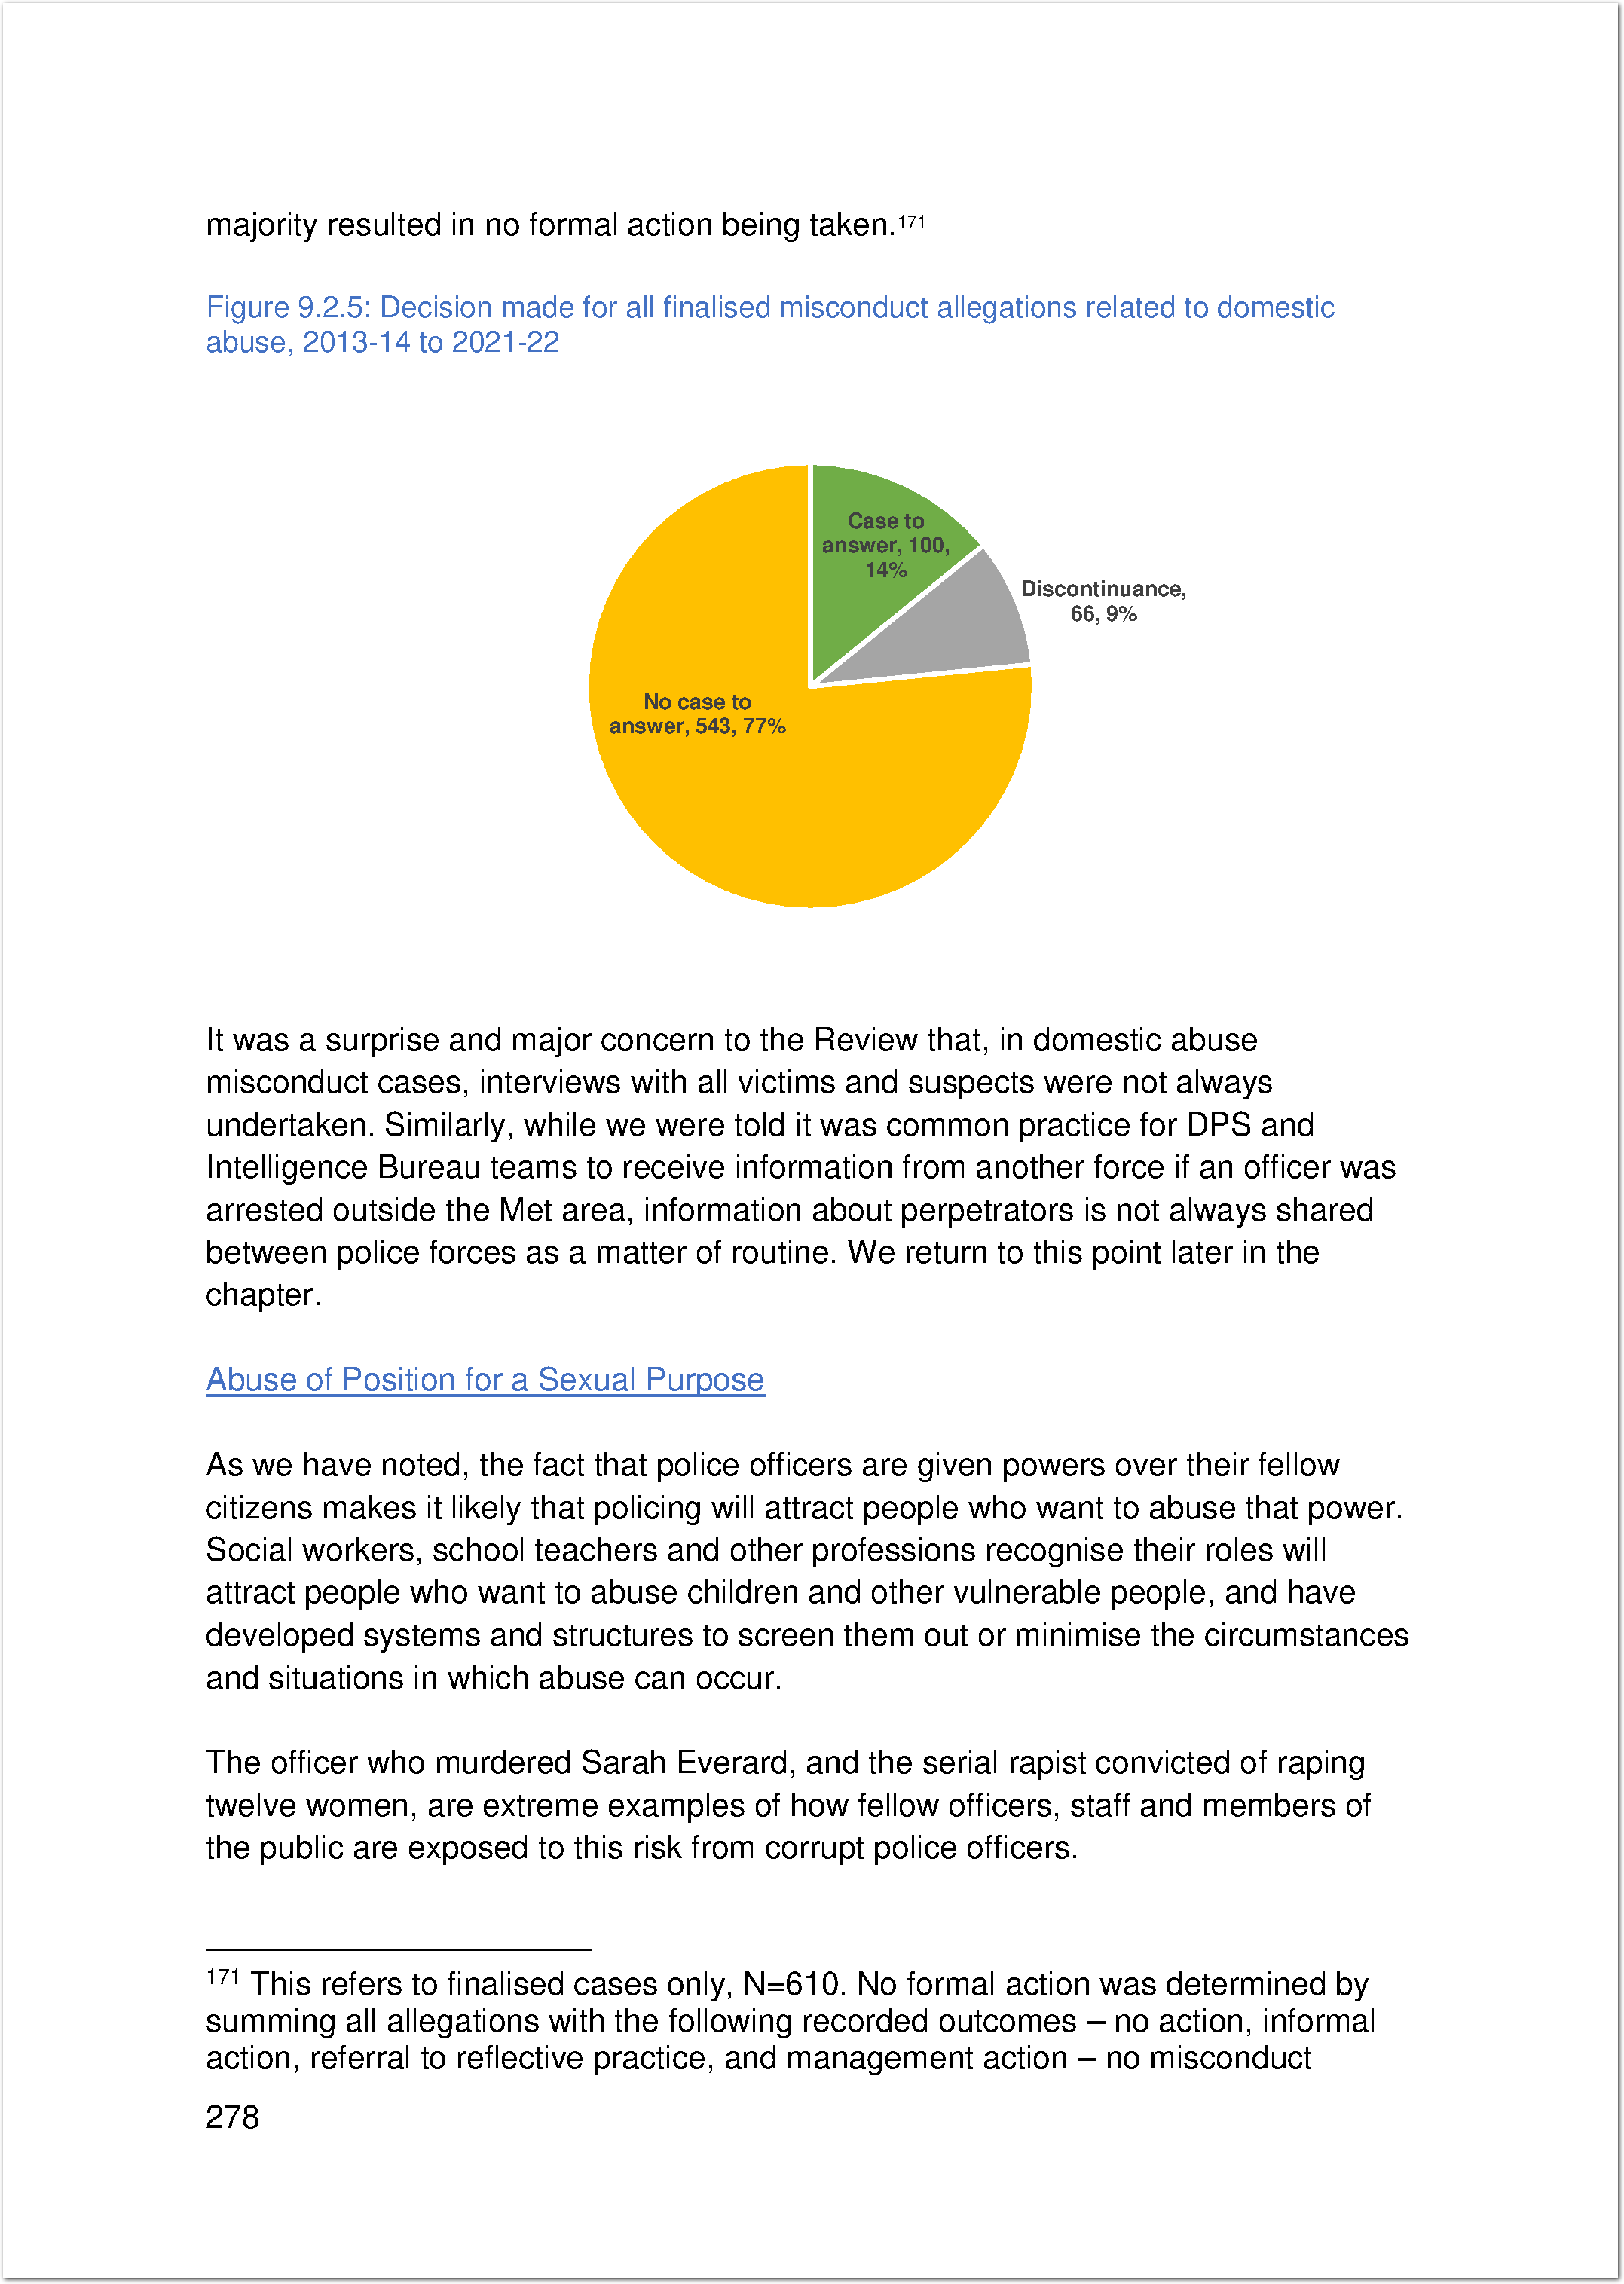 majority resulted in no formal action being taken.171
Figure 9.2.5: Decision made for all finalised misconduct allegations related to domestic
abuse, 2013-14 to 2021-22
Case to
answer, 100,
14%
Discontinuance,
66, 9%
No case to
answer, 543, 77%
It was a surprise and major concern to the Review that, in domestic abuse
misconduct cases, interviews with all victims and suspects were not always
undertaken. Similarly, while we were told it was common practice for DPS and
Intelligence Bureau teams to receive information from another force if an officer was
arrested outside the Met area, information about perpetrators is not always shared
between police forces as a matter of routine. We return to this point later in the
chapter.
Abuse of Position for a Sexual Purpose
As we have noted, the fact that police officers are given powers over their fellow
citizens makes it likely that policing will attract people who want to abuse that power.
Social workers, school teachers and other professions recognise their roles will
attract people who want to abuse children and other vulnerable people, and have
developed systems and structures to screen them out or minimise the circumstances
and situations in which abuse can occur.
The officer who murdered Sarah Everard, and the serial rapist convicted of raping
twelve women, are extreme examples of how fellow officers, staff and members of
the public are exposed to this risk from corrupt police officers.
171 This refers to finalised cases only, N=610. No formal action was determined by
summing all allegations with the following recorded outcomes – no action, informal
action, referral to reflective practice, and management action – no misconduct
278